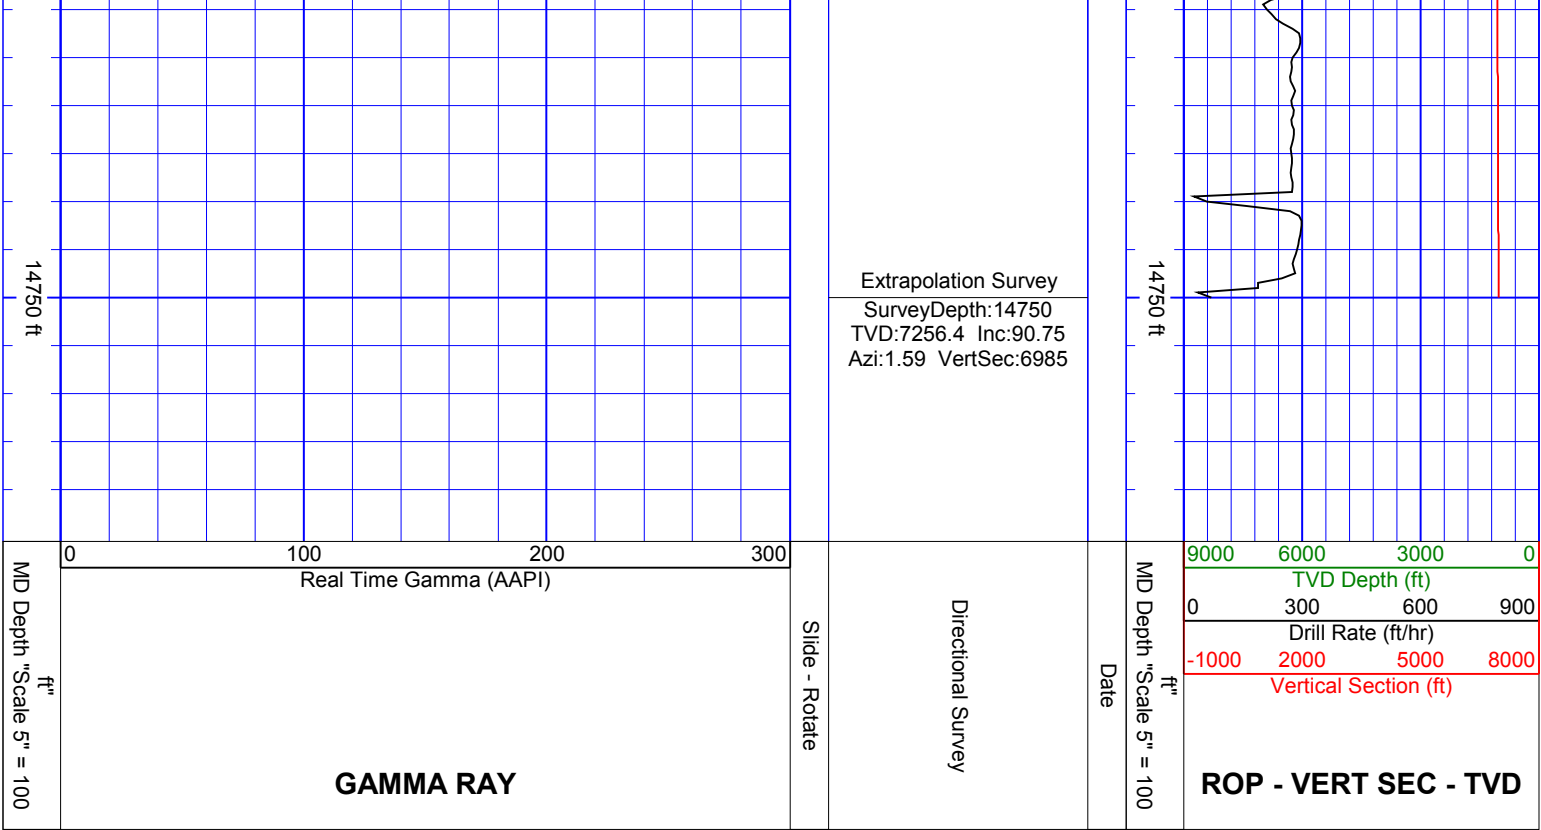 14750 ft
Extrapolation Survey
SurveyDepth:14750
TVD:7256.4 Inc:90.75
Azi:1.59 VertSec:6985
14750 ft
MD Depth "Scale 5" = 100
ft"
0 100 200 300
Real Time Gamma (AAPI)
GAMMA RAY
Slide - Rotate
Directional Survey
Date
MD Depth "Scale 5" = 100
ft"
9000 6000 3000 0
TVD Depth (ft)
0 300 600 900
Drill Rate (ft/hr)
-1000 2000 5000 8000
Vertical Section (ft)
ROP - VERT SEC - TVD